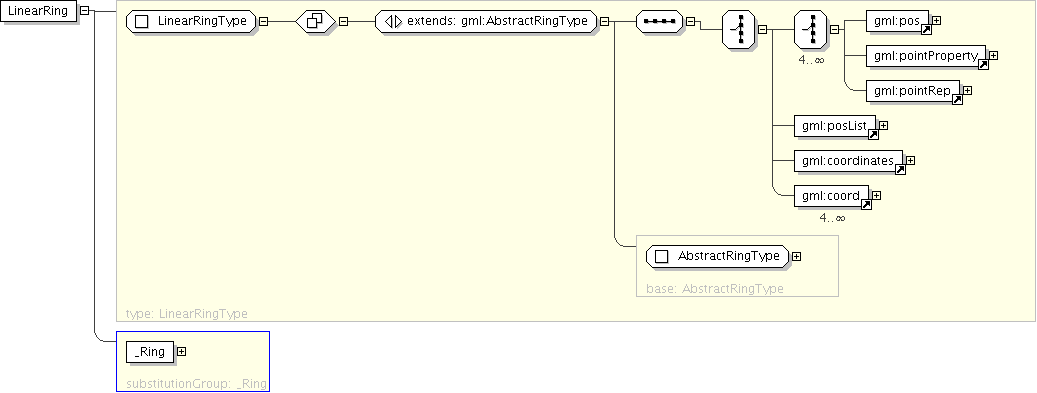 LinearRing
LinearRingType
extends: gml:AbstractRingType
4..∞
gml:pos
gml:pointProperty
gml:pointRep
gml:posList
gml:coordinates
gml:coord
4..∞
AbstractRingType
base: AbstractRingType
type: LinearRingType
_Ring
substitutionGroup: _Ring